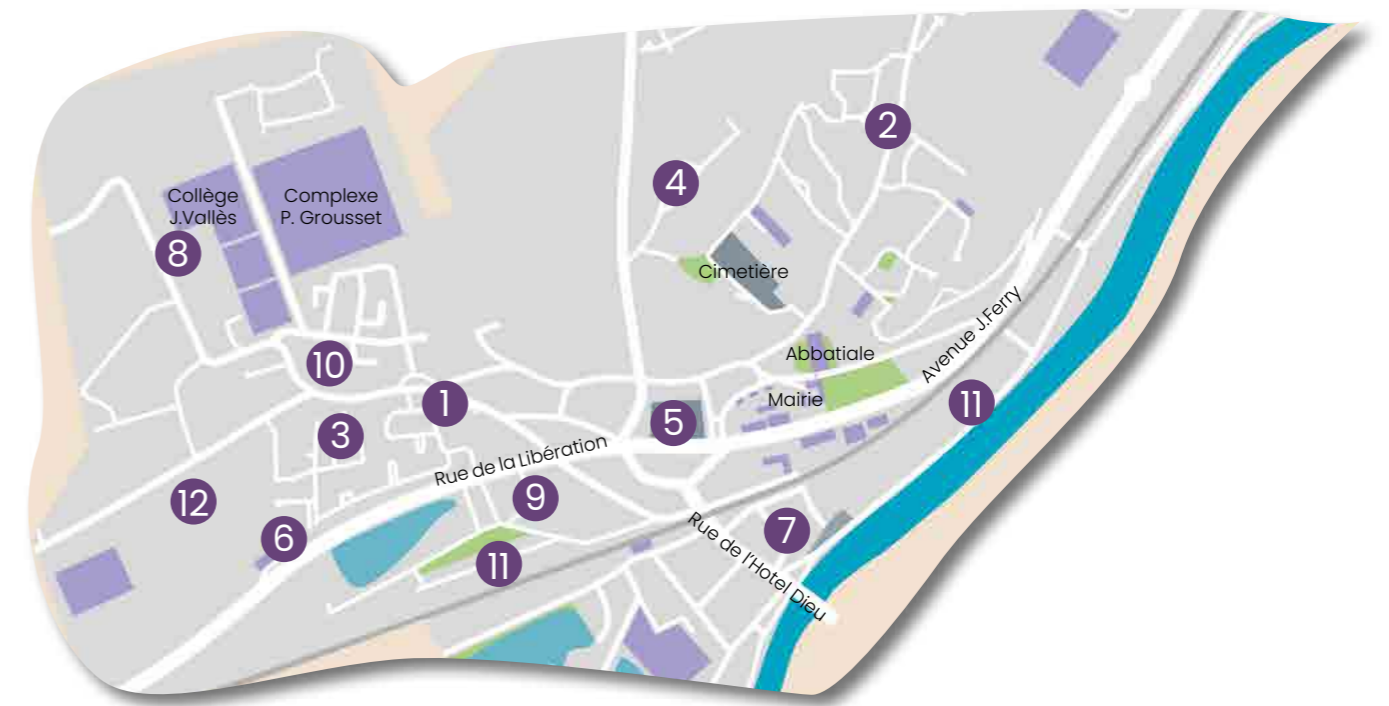 2
4
Collège
J.Vallès
Complexe
P. Grousset
8
Cimetière
Avenue J.Ferry
Abbatiale
10
Mairie
1
11
5
3
Rue de la Libération
12
9
6
7
Rue de l'Hotel Dieu
11